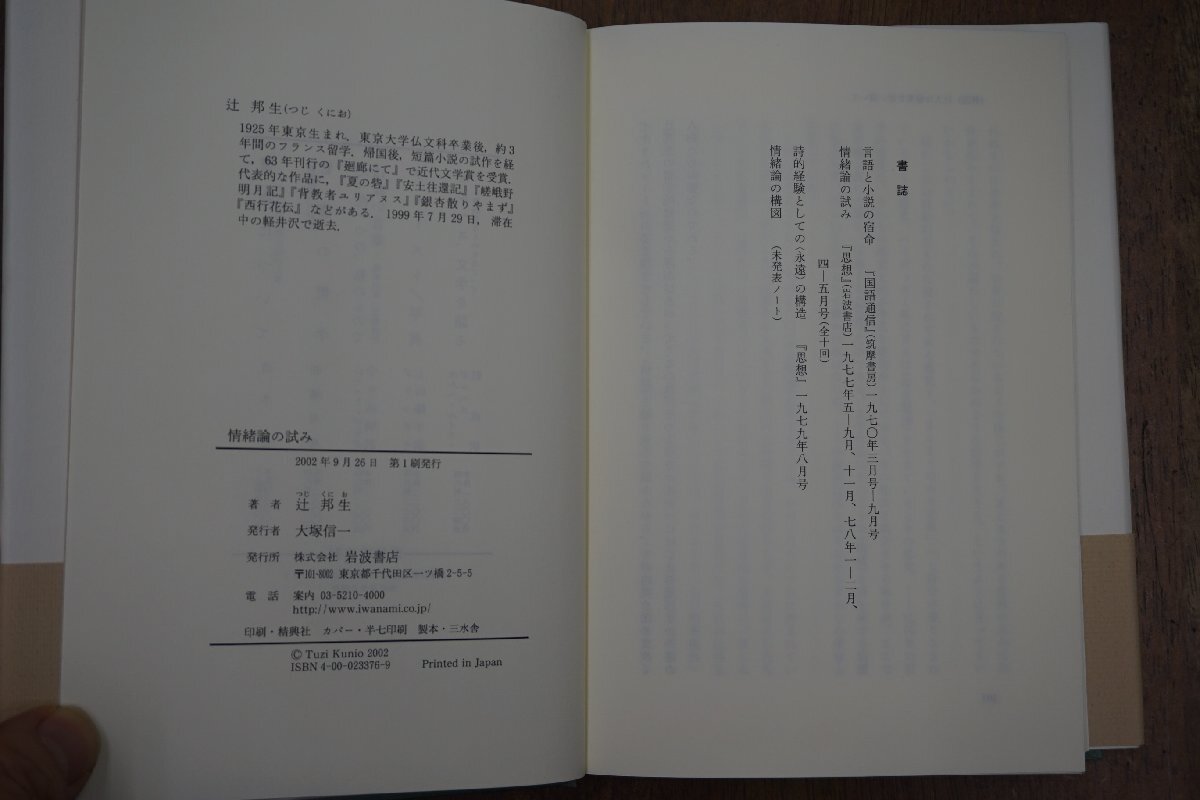 書誌
言語と小説の宿命 『国語通信』(筑摩書房)一九七〇年三月号―九月号
情緒論の試み 『思想』(岩波書店)一九七七年五―九月、十一月、七八年一―二月、
四―五月号(全十回)
詩的経験としての〈永遠〉の構造 『思想』一九七九年八月号
情緒論の構図 (未発表ノート)
辻 邦生(つじ くにお)
1925年東京生まれ.東京大学仏文科卒業後,約3
年間のフランス留学.帰国後,短篇小説の試作を経
て,63年刊行の『廻廊にて』で近代文学賞を受賞.
代表的な作品に,『夏の砦』『安土往還記』『嵯峨野
明月記』『背教者ユリアヌス』『銀杏散りやまず』
『西行花伝』などがある.1999年7月29日,滞在
中の軽井沢で逝去.
情緒論の試み
2002年9月26日 第1刷発行
つじ くにお
著者 辻 邦生
発行者 大塚信一
発行所 株式会社 岩波書店
〒101-8002 東京都千代田区一ツ橋2-5-5
電話 案内 03-5210-4000
http://www.iwanami.co.jp/
印刷・精興社 カバー・半七印刷 製本・三水舎
© Tuzi Kunio 2002
ISBN 4-00-023376-9 Printed in Japan